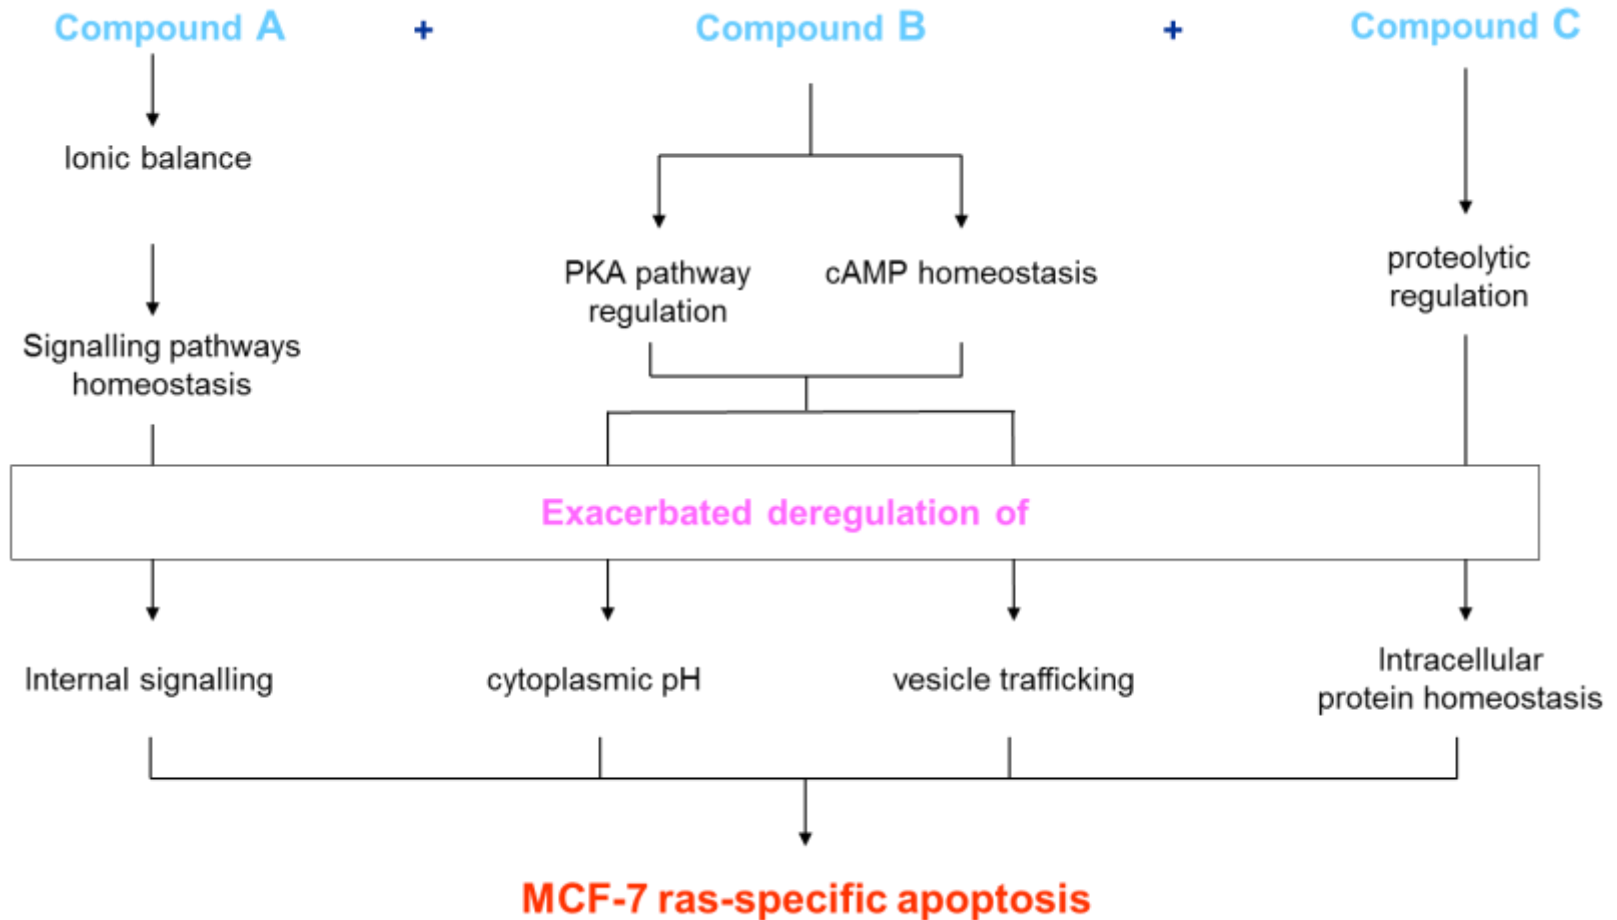 Compound A + Compound B + Compound C
Ionic balance
PKA pathway
regulation
cAMP homeostasis
proteolytic
regulation
Signalling pathways
homeostasis
Exacerbated deregulation of
Internal signalling
cytoplasmic pH
vesicle trafficking
Intracellular
protein homeostasis
MCF-7 ras-specific apoptosis